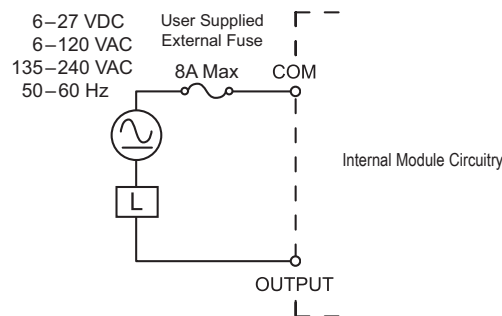 6–27 VDC
6–120 VAC
135–240 VAC
50–60 Hz
User Supplied
External Fuse
8A Max
COM
Internal Module Circuitry
L
OUTPUT